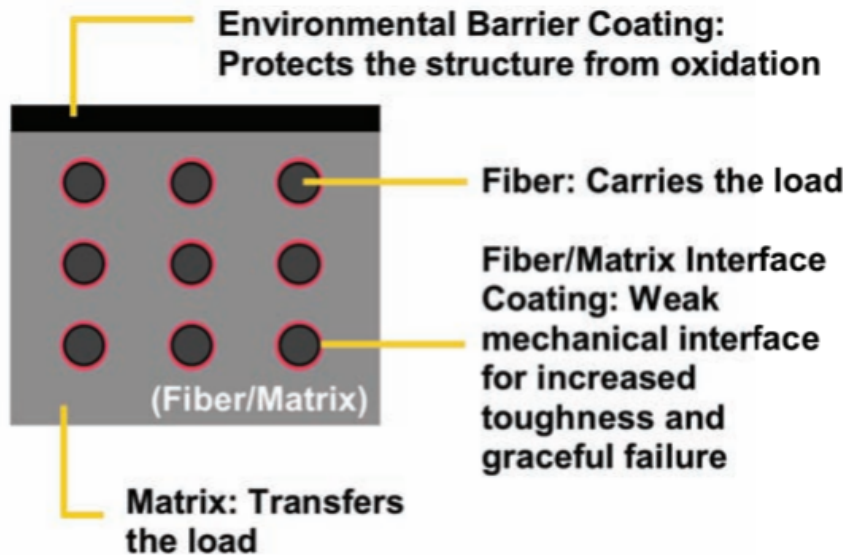 Environmental Barrier Coating:
Protects the structure from oxidation
Fiber: Carries the load
Fiber/Matrix Interface
Coating: Weak
mechanical interface
for increased
toughness and
graceful failure
(Fiber/Matrix)
Matrix: Transfers
the load